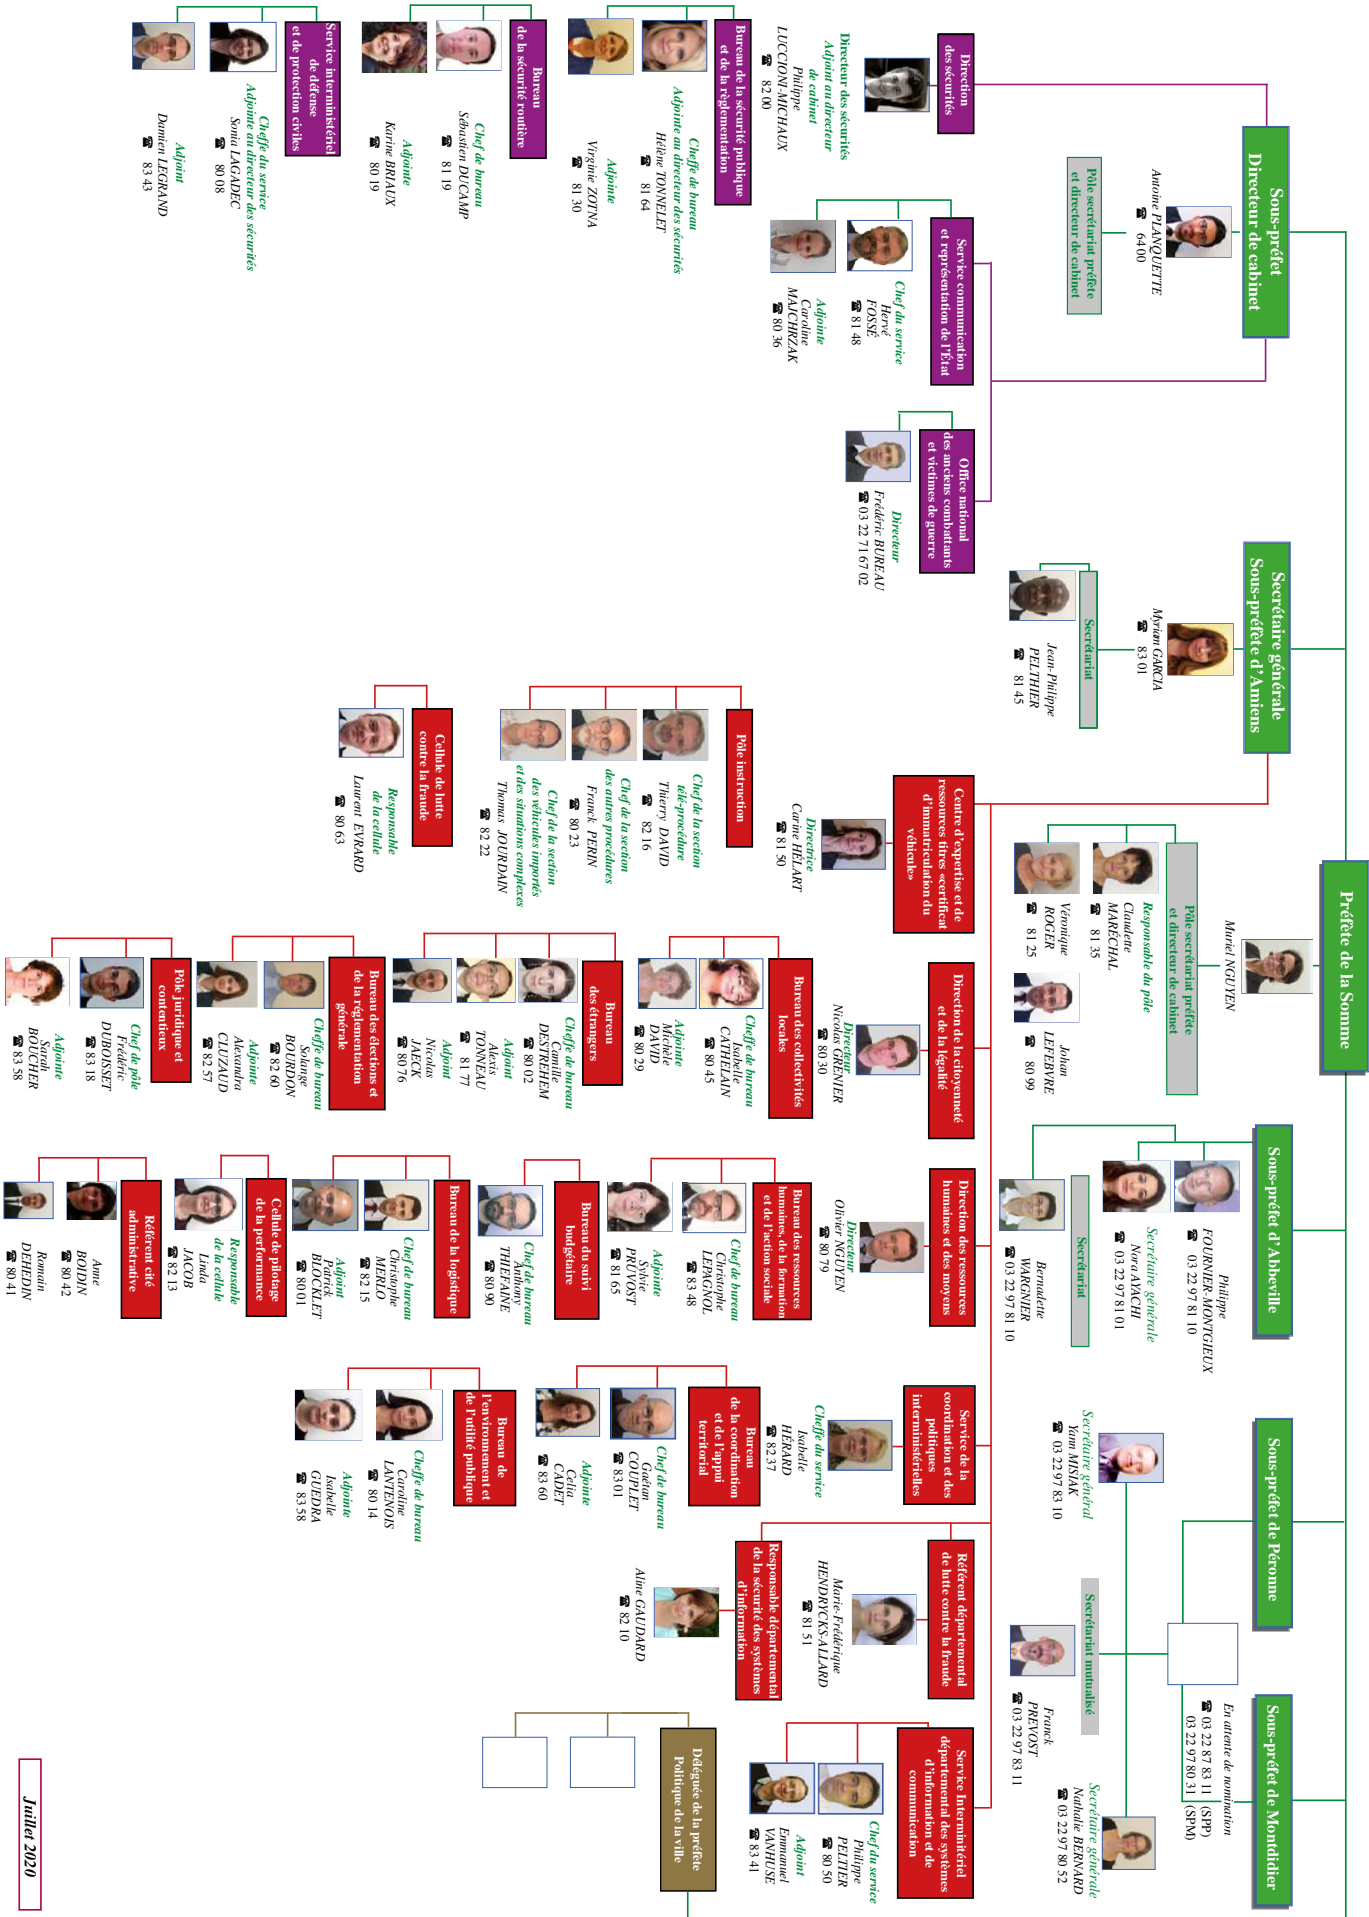 Préfète de la Somme
Muriel NGUYEN
Pôle secrétariat préfète
et directeur de cabinet
Responsable du pôle
Claudette
MARÉCHAL
☎ 81 35
Véronique
ROGER
☎ 81 25
Johan
LEFEBVRE
☎ 80 99
Sous-préfet
Directeur de cabinet
Antoine PLANQUETTE
☎ 64 00
Pôle secrétariat préfète
et directeur de cabinet
Direction
des sécurités
Directeur des sécurités
Adjoint au directeur
de cabinet
Philippe
LUCCIONI-MICHAUX
☎ 82 00
Bureau de la sécurité publique
et de la règlementation
Cheffe de bureau
Adjointe au directeur des sécurités
Hélène TONNELET
☎ 81 64
Adjointe
Virginie ZOTNA
☎ 81 30
Bureau
de la sécurité routière
Chef de bureau
Sébastien DUCAMP
☎ 81 19
Adjointe
Karine BRIAUX
☎ 80 19
Service interministériel
de défense
et de protection civiles
Cheffe du service
Adjointe au directeur des sécurités
Sonia LAGADEC
☎ 80 08
Adjoint
Damien LEGRAND
☎ 83 43
Service communication
et représentation de l'État
Chef du service
Hervé
FOSSÉ
☎ 81 48
Adjointe
Caroline
MAJCHRZAK
☎ 80 36
Office national
des anciens combattants
et victimes de guerre
Directeur
Frédéric BUREAU
☎ 03 22 71 67 02
Secrétaire générale
Sous-préfète d'Amiens
Myriam GARCIA
☎ 83 01
Secrétariat
Jean-Philippe
PELTHIER
☎ 81 45
Centre d'expertise et de
ressources titres «certificat
d'immatriculation du
véhicule»
Directrice
Carine HÉLART
☎ 81 50
Pôle instruction
Chef de la section
télé-procédure
Thierry DAVID
☎ 82 16
Chef de la section
des autres procédures
Franck PERIN
☎ 80 23
Chef de la section
des véhicules importés
et des situations complexes
Thomas JOURDAIN
☎ 82 22
Cellule de lutte
contre la fraude
Responsable
de la cellule
Laurent EVRARD
☎ 80 63
Direction de la citoyenneté
et de la légalité
Directeur
Nicolas GRENIER
☎ 80 30
Bureau des collectivités
locales
Cheffe de bureau
Isabelle
CATHELAIN
☎ 80 45
Adjointe
Michèle
DAVID
☎ 80 29
Bureau
des étrangers
Cheffe de bureau
Camille
DESTREHEM
☎ 80 02
Adjoint
Alexis
TONNEAU
☎ 81 77
Adjoint
Nicolas
JAECK
☎ 80 76
Bureau des élections et
de la réglementation
générale
Cheffe de bureau
Solange
BOURDON
☎ 82 60
Adjointe
Alexandra
CLUZAUD
☎ 82 57
Pôle juridique et
contentieux
Chef de pôle
Frédéric
DUBOISSET
☎ 83 18
Adjointe
Sarah
BOUCHER
☎ 83 58
Direction des ressources
humaines et des moyens
Directeur
Olivier NGUYEN
☎ 80 79
Bureau des ressources
humaines, de la formation
et de l'action sociale
Chef de bureau
Christophe
LEPAGNOL
☎ 83 48
Adjointe
Sylvie
PRUVOST
☎ 81 65
Bureau du suivi
budgétaire
Chef de bureau
Anthony
THEFAINE
☎ 80 90
Bureau de la logistique
Chef de bureau
Christophe
MERLO
☎ 82 15
Adjoint
Patrick
BLOCKLET
☎ 80 01
Cellule de pilotage
de la performance
Responsable
de la cellule
Linda
JACOB
☎ 82 13
Référent cité
administrative
Anne
BOIDIN
☎ 80 42
Romain
DEHEDIN
☎ 80 41
Service de la
coordination et des
politiques
interministérielles
Cheffe du service
Isabelle
HÉRARD
☎ 82 37
Bureau
de la coordination
et de l'appui
territorial
Chef de bureau
Gaëtan
COUPLET
☎ 83 01
Adjointe
Celia
CADET
☎ 83 60
Bureau de
l'environnement et
de l'utilité publique
Cheffe de bureau
Caroline
LANTENOIS
☎ 80 14
Adjointe
Isabelle
GUEDRA
☎ 83 58
Référent départemental
de lutte contre la fraude
Marie-Frédérique
HENDRYCKS-ALLARD
☎ 81 51
Responsable départemental
de la sécurité des systèmes
d'information
Aline GAUDARD
☎ 82 10
Service Interminitériel
départemental des systèmes
d'information et de
communication
Chef du service
Philippe
PELTIER
☎ 80 50
Adjoint
Emmanuel
VANHUSE
☎ 83 41
Sous-préfet d'Abbeville
Philippe
FOURNIER-MONTGIEUX
☎ 03 22 97 81 10
Secrétaire générale
Nora AYACHI
☎ 03 22 97 81 01
Secrétariat
Bernadette
WARGNIER
☎ 03 22 97 81 10
Sous-préfet de Péronne
Sous-préfet de Montdidier
En attente de nomination
☎ 03 22 87 83 11 (SPP)
03 22 97 80 31 (SPM)
Secrétaire général
Yann MISIAK
☎ 03 22 97 83 10
Secrétariat mutualisé
Franck
PREVOST
☎ 03 22 97 83 11
Secrétaire générale
Nathalie BERNARD
☎ 03 22 97 80 52
Déléguée de la préfète
Politique de la ville
Juillet 2020